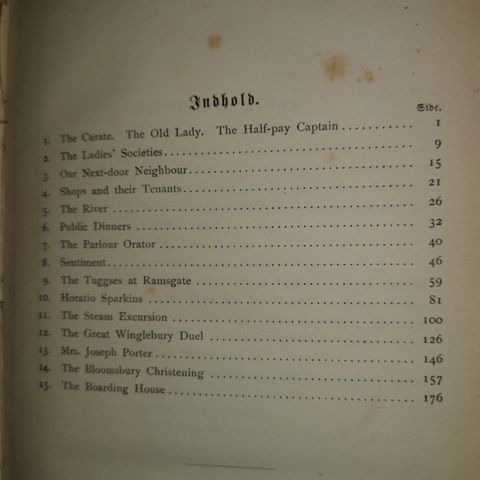 Indhold.
Side.
1. The Curate. The Old Lady. The Half-pay Captain ........... 1
2. The Ladies' Societies ........... 9
3. Our Next-door Neighbour ........... 15
4. Shops and their Tenants ........... 21
5. The River ........... 26
6. Public Dinners ........... 32
7. The Parlour Orator ........... 40
8. Sentiment ........... 46
9. The Tuggses at Ramsgate ........... 59
10. Horatio Sparkins ........... 81
11. The Steam Excursion ........... 100
12. The Great Winglebury Duel ........... 126
13. Mrs. Joseph Porter ........... 146
14. The Bloomsbury Christening ........... 157
15. The Boarding House ........... 176